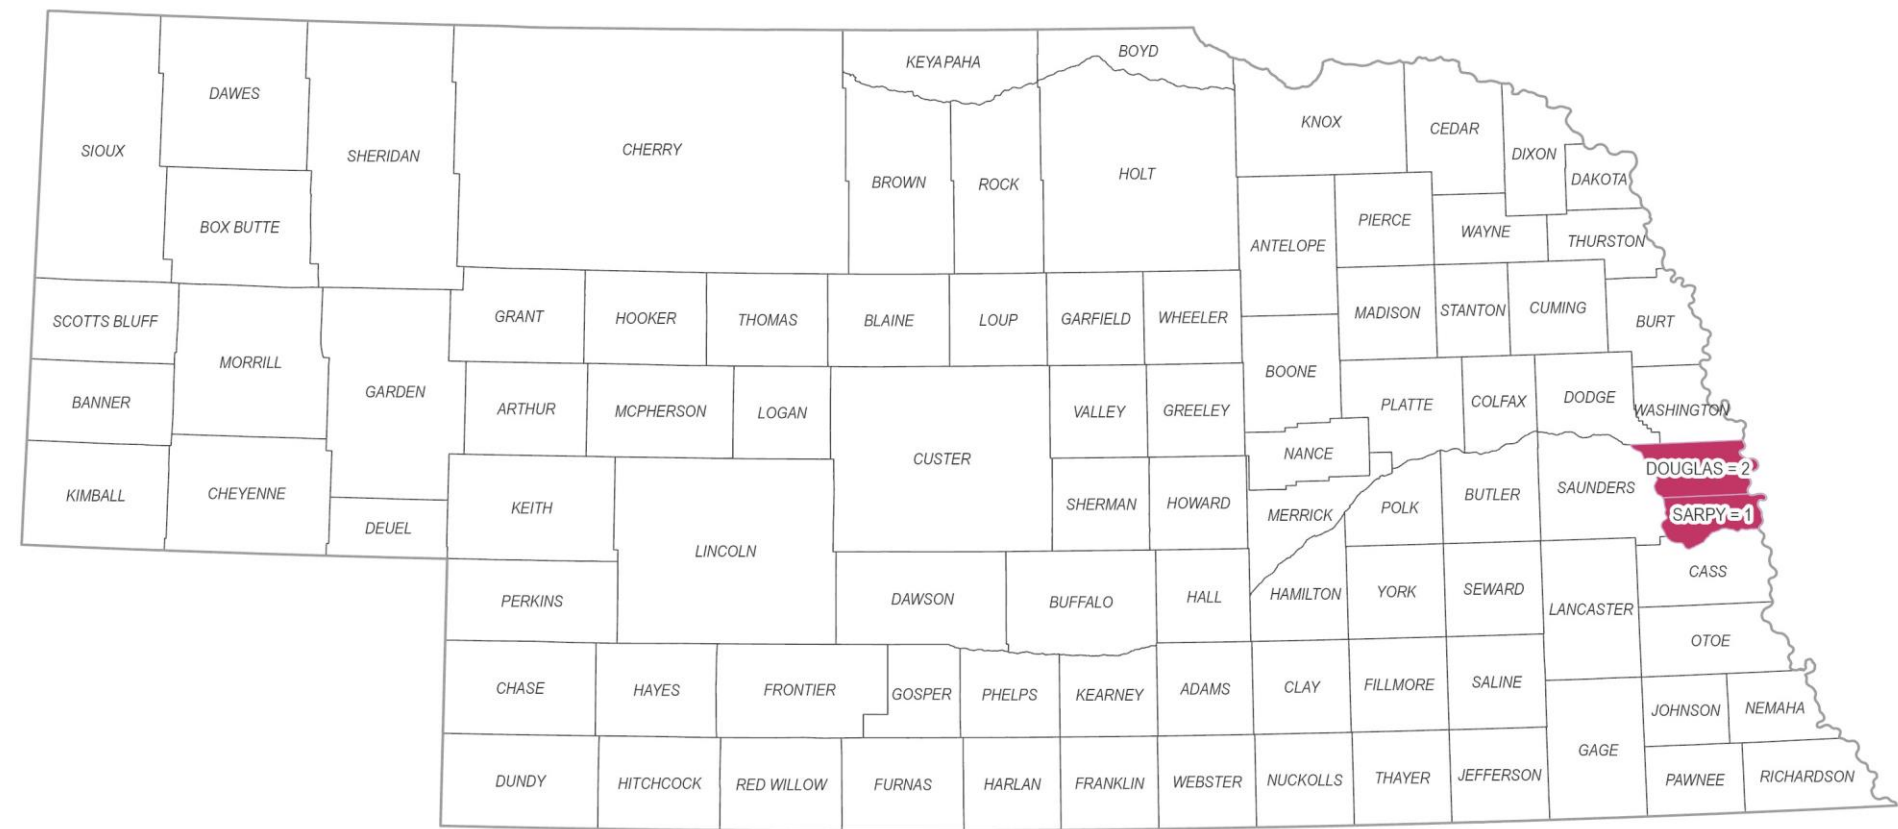 KEYA PAHA
BOYD
DAWES
SIOUX
SHERIDAN
CHERRY
BROWN
ROCK
HOLT
KNOX
CEDAR
DIXON
DAKOTA
BOX BUTTE
ANTELOPE
PIERCE
WAYNE
THURSTON
SCOTTS BLUFF
GRANT
HOOKER
THOMAS
BLAINE
LOUP
GARFIELD
WHEELER
MADISON
STANTON
CUMING
BURT
MORRILL
BANNER
GARDEN
ARTHUR
MCPHERSON
LOGAN
VALLEY
GREELEY
BOONE
PLATTE
COLFAX
DODGE
WASHINGTON
CUSTER
NANCE
KIMBALL
CHEYENNE
KEITH
SHERMAN
HOWARD
MERRICK
POLK
BUTLER
SAUNDERS
DOUGLAS = 2
SARPY = 1
DEUEL
LINCOLN
CASS
PERKINS
DAWSON
BUFFALO
HALL
HAMILTON
YORK
SEWARD
LANCASTER
OTOE
CHASE
HAYES
FRONTIER
GOSPER
PHELPS
KEARNEY
ADAMS
CLAY
FILLMORE
SALINE
JOHNSON
NEMAHA
GAGE
DUNDY
HITCHCOCK
RED WILLOW
FURNAS
HARLAN
FRANKLIN
WEBSTER
NUCKOLLS
THAYER
JEFFERSON
PAWNEE
RICHARDSON